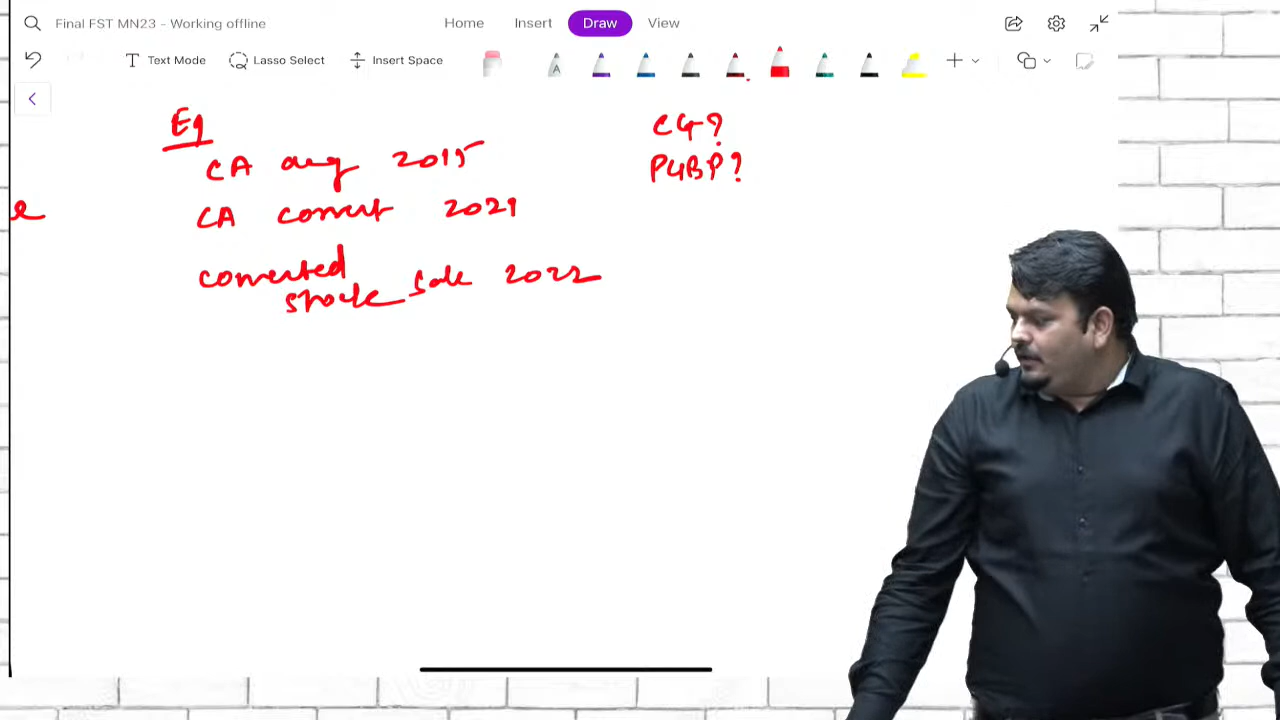 Final FST MN23 - Working offline
Home Insert Draw View
Text Mode Lasso Select Insert Space
Eg
CA acq 2015
CA convert 2021
converted
stock sale 2022
CG?
PGBP?
e